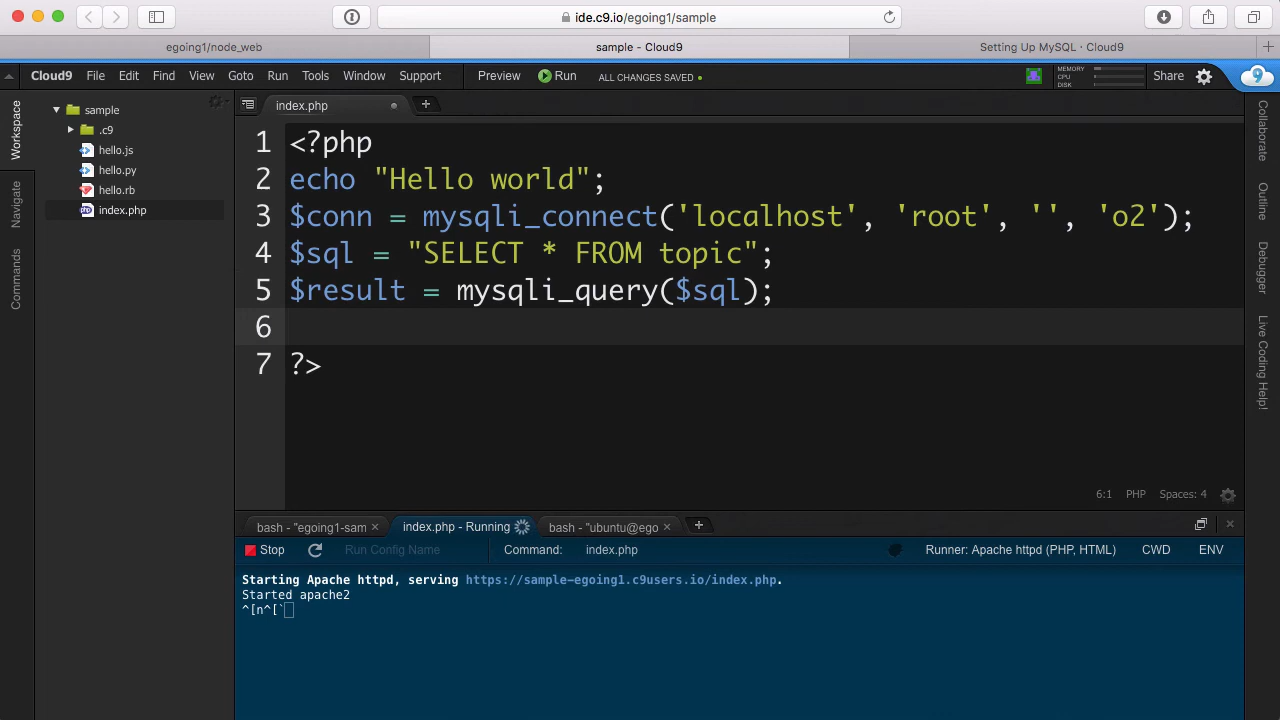 ide.c9.io/egoing1/sample
egoing1/node_web
sample - Cloud9
Setting Up MySQL · Cloud9
Cloud9 File Edit Find View Goto Run Tools Window Support Preview Run ALL CHANGES SAVED MEMORY CPU DISK Share
Workspace
Navigate
Commands
sample
.c9
hello.js
hello.py
hello.rb
index.php
index.php
1 <?php
2 echo "Hello world";
3 $conn = mysqli_connect('localhost', 'root', '', 'o2');
4 $sql = "SELECT * FROM topic";
5 $result = mysqli_query($sql);
6
7 ?>
6:1 PHP Spaces: 4
Collaborate
Outline
Debugger
Live Coding Help!
bash - "egoing1-sam
index.php - Running
bash - "ubuntu@ego
Stop Run Config Name Command: index.php Runner: Apache httpd (PHP, HTML) CWD ENV
Starting Apache httpd, serving https://sample-egoing1.c9users.io/index.php.
Started apache2
^[n^[`